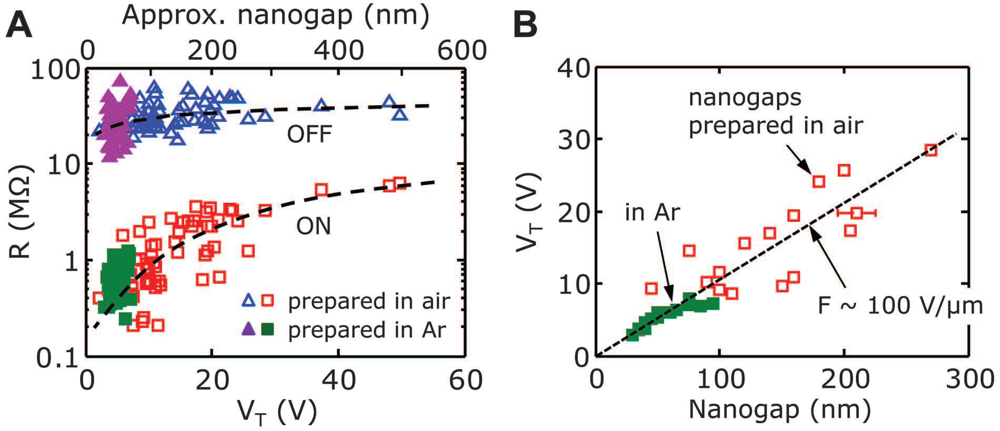 A
Approx. nanogap (nm)
0 200 400 600
100
10
1
0.1
R (MΩ)
OFF
ON
prepared in air
prepared in Ar
0 20 40 60
V_T (V)
B
40
30
20
10
0
V_T (V)
nanogaps
prepared in air
in Ar
F ~ 100 V/μm
0 100 200 300
Nanogap (nm)